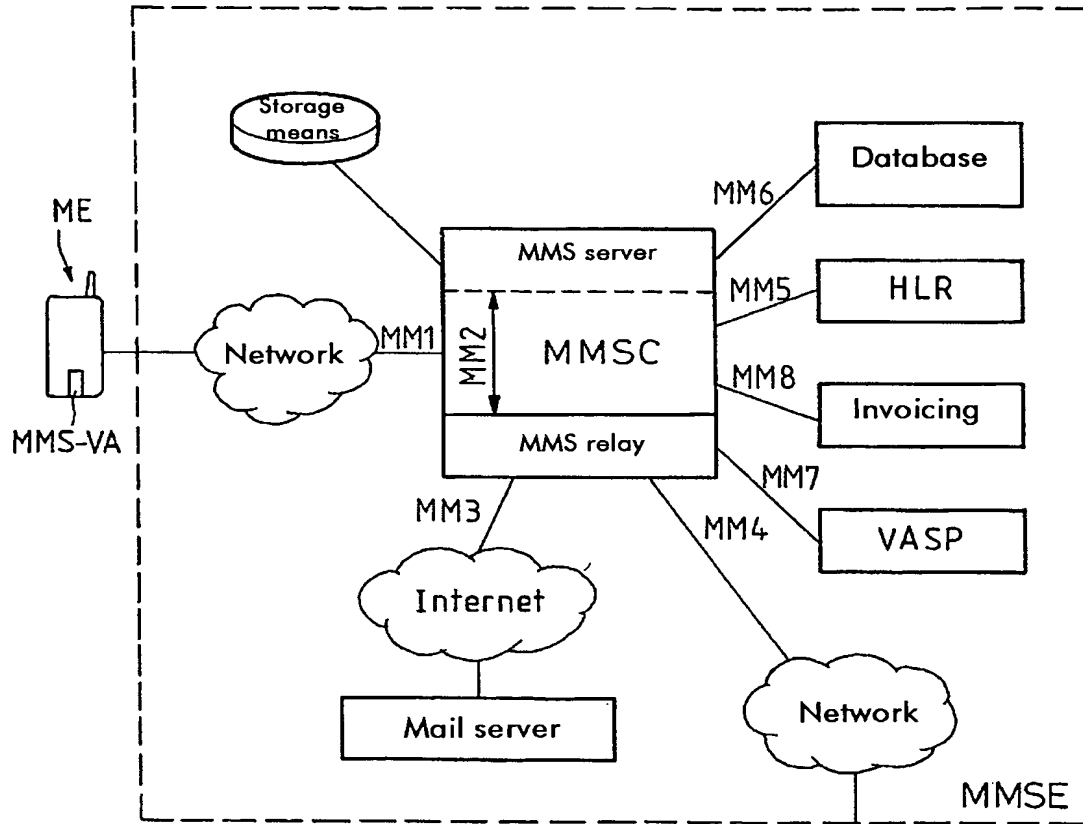 Storage
means
Database
MM6
ME
MMS server
MM5
HLR
Network
MM1
MM2
MMSC
MM8
Invoicing
MMS-VA
MMS relay
MM7
MM3
MM4
VASP
Internet
Mail server
Network
MMSE